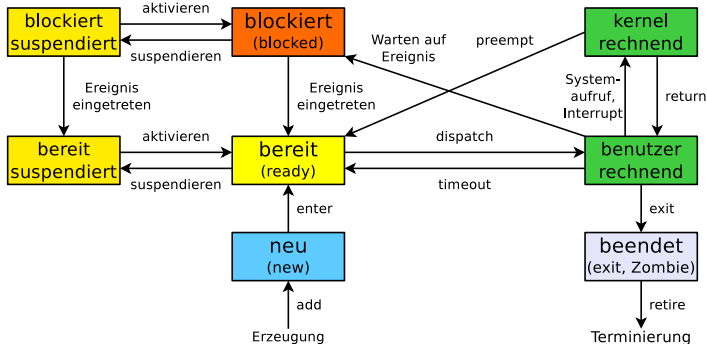 blockiert
suspendiert
aktivieren
suspendieren
blockiert
(blocked)
Warten auf
Ereignis
preempt
kernel
rechnend
Ereignis
eingetreten
Ereignis
eingetreten
System-
aufruf,
Interrupt
return
bereit
suspendiert
aktivieren
suspendieren
bereit
(ready)
dispatch
timeout
benutzer
rechnend
enter
exit
neu
(new)
beendet
(exit, Zombie)
add
retire
Erzeugung
Terminierung